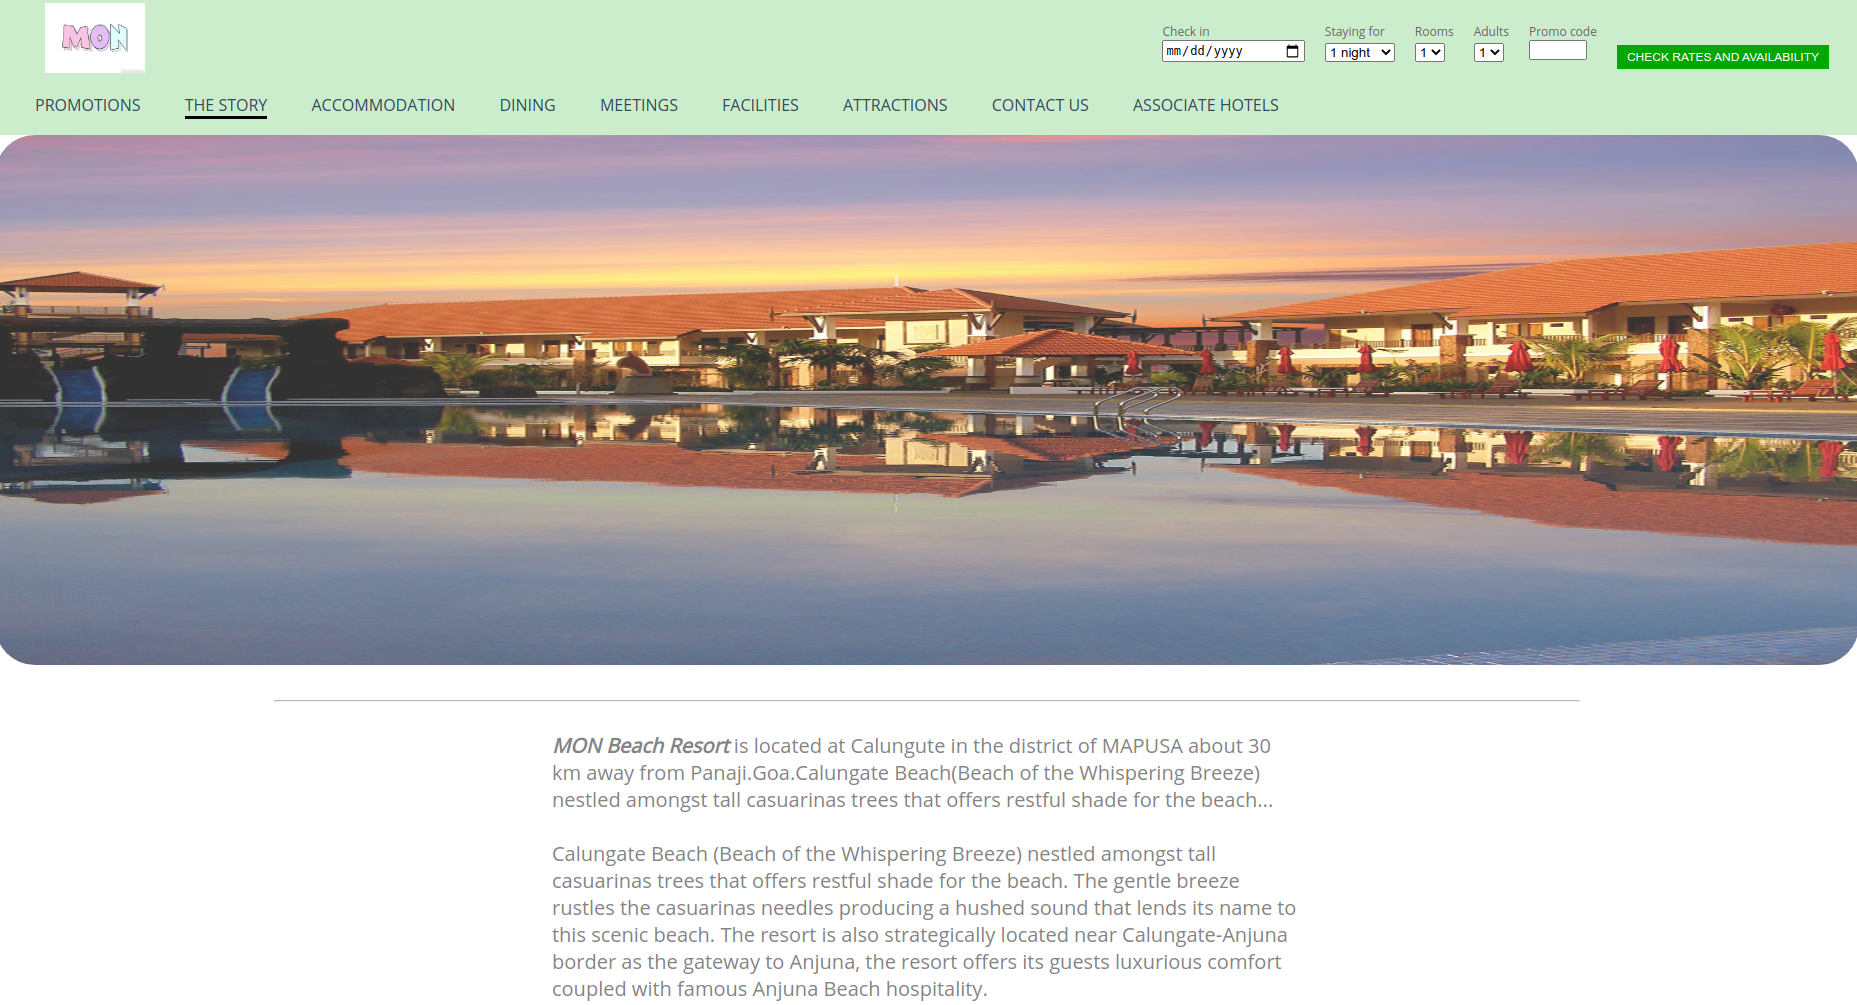 MON
Check in
Staying for
Rooms
Adults
Promo code
mm/dd/yyyy
1 night
1
1
CHECK RATES AND AVAILABILITY
PROMOTIONS
THE STORY
ACCOMMODATION
DINING
MEETINGS
FACILITIES
ATTRACTIONS
CONTACT US
ASSOCIATE HOTELS
MON Beach Resort is located at Calungute in the district of MAPUSA about 30
km away from Panaji.Goa.Calungate Beach(Beach of the Whispering Breeze)
nestled amongst tall casuarinas trees that offers restful shade for the beach...
Calungate Beach (Beach of the Whispering Breeze) nestled amongst tall
casuarinas trees that offers restful shade for the beach. The gentle breeze
rustles the casuarinas needles producing a hushed sound that lends its name to
this scenic beach. The resort is also strategically located near Calungate-Anjuna
border as the gateway to Anjuna, the resort offers its guests luxurious comfort
coupled with famous Anjuna Beach hospitality.